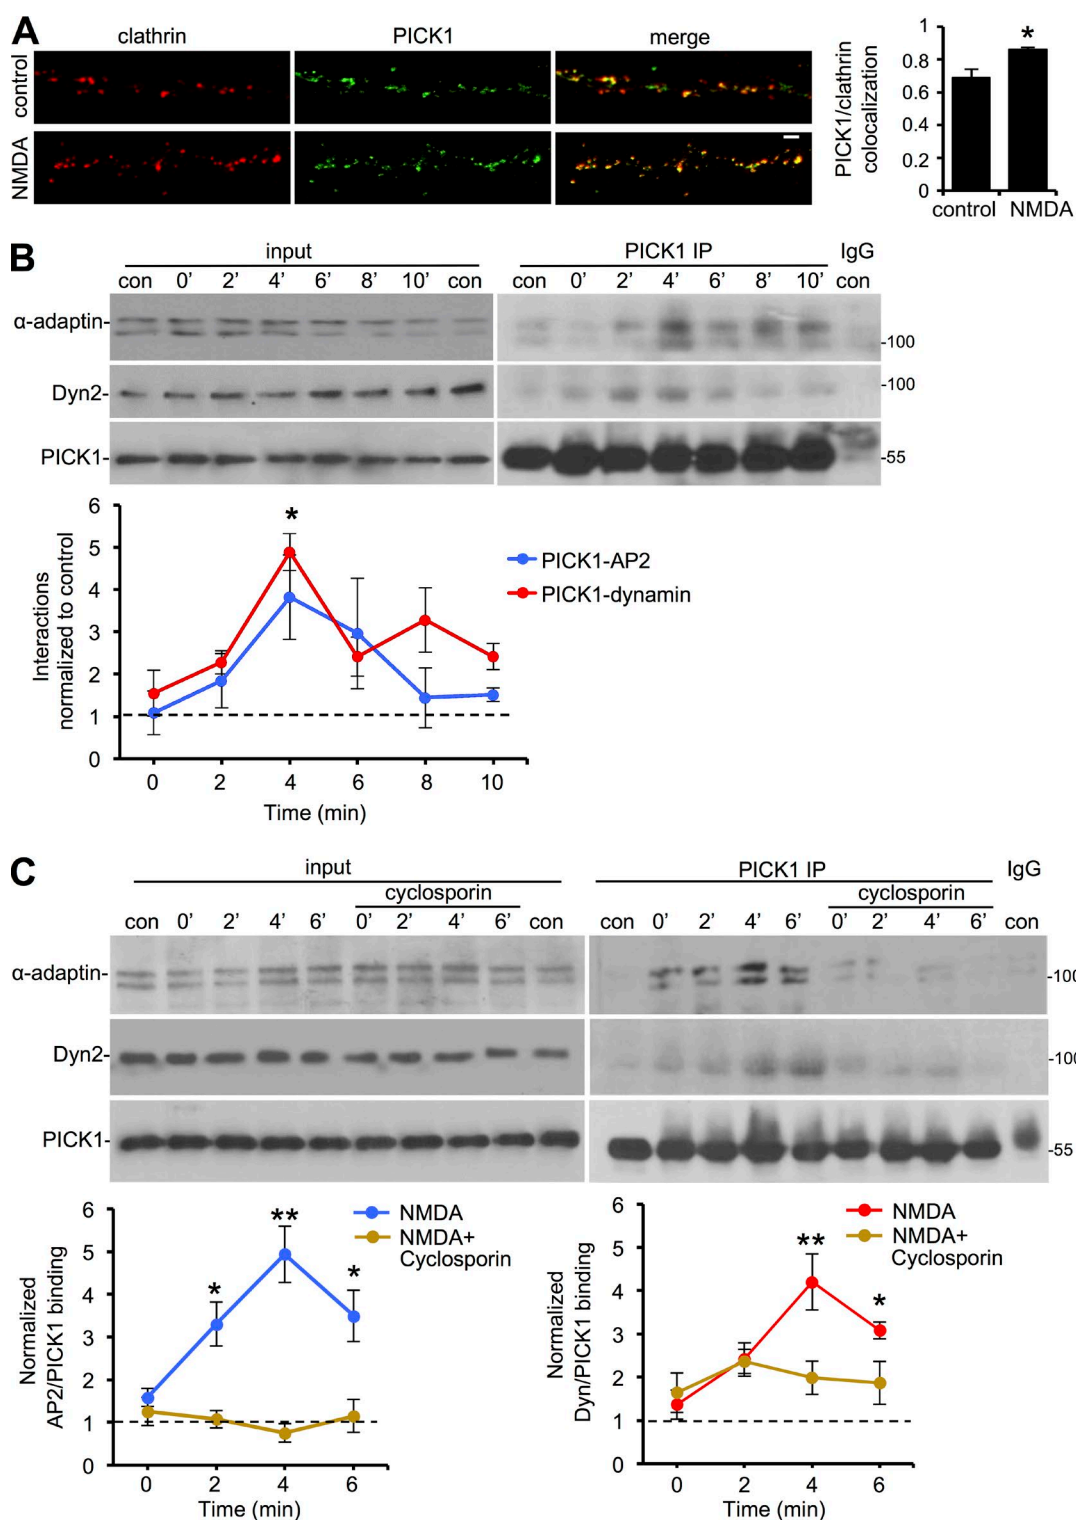 A
clathrin PICK1 merge
control
NMDA
PICK1/clathrin
colocalization
1
0.8
0.6
0.4
0.2
0
*
control NMDA
B
input PICK1 IP IgG
con 0' 2' 4' 6' 8' 10' con con 0' 2' 4' 6' 8' 10' con
α-adaptin- -100
Dyn2- -100
PICK1- -55
Interactions
normalized to control
6
5
4
3
2
1
0
*
PICK1-AP2
PICK1-dynamin
0 2 4 6 8 10
Time (min)
C
input PICK1 IP IgG
cyclosporin cyclosporin
con 0' 2' 4' 6' 0' 2' 4' 6' con con 0' 2' 4' 6' 0' 2' 4' 6' con
α-adaptin- -100
Dyn2- -100
PICK1- -55
Normalized
AP2/PICK1 binding
6
5
4
3
2
1
0
* ** *
NMDA
NMDA+
Cyclosporin
0 2 4 6
Time (min)
Normalized
Dyn/PICK1 binding
6
5
4
3
2
1
0
** *
NMDA
NMDA+
Cyclosporin
0 2 4 6
Time (min)